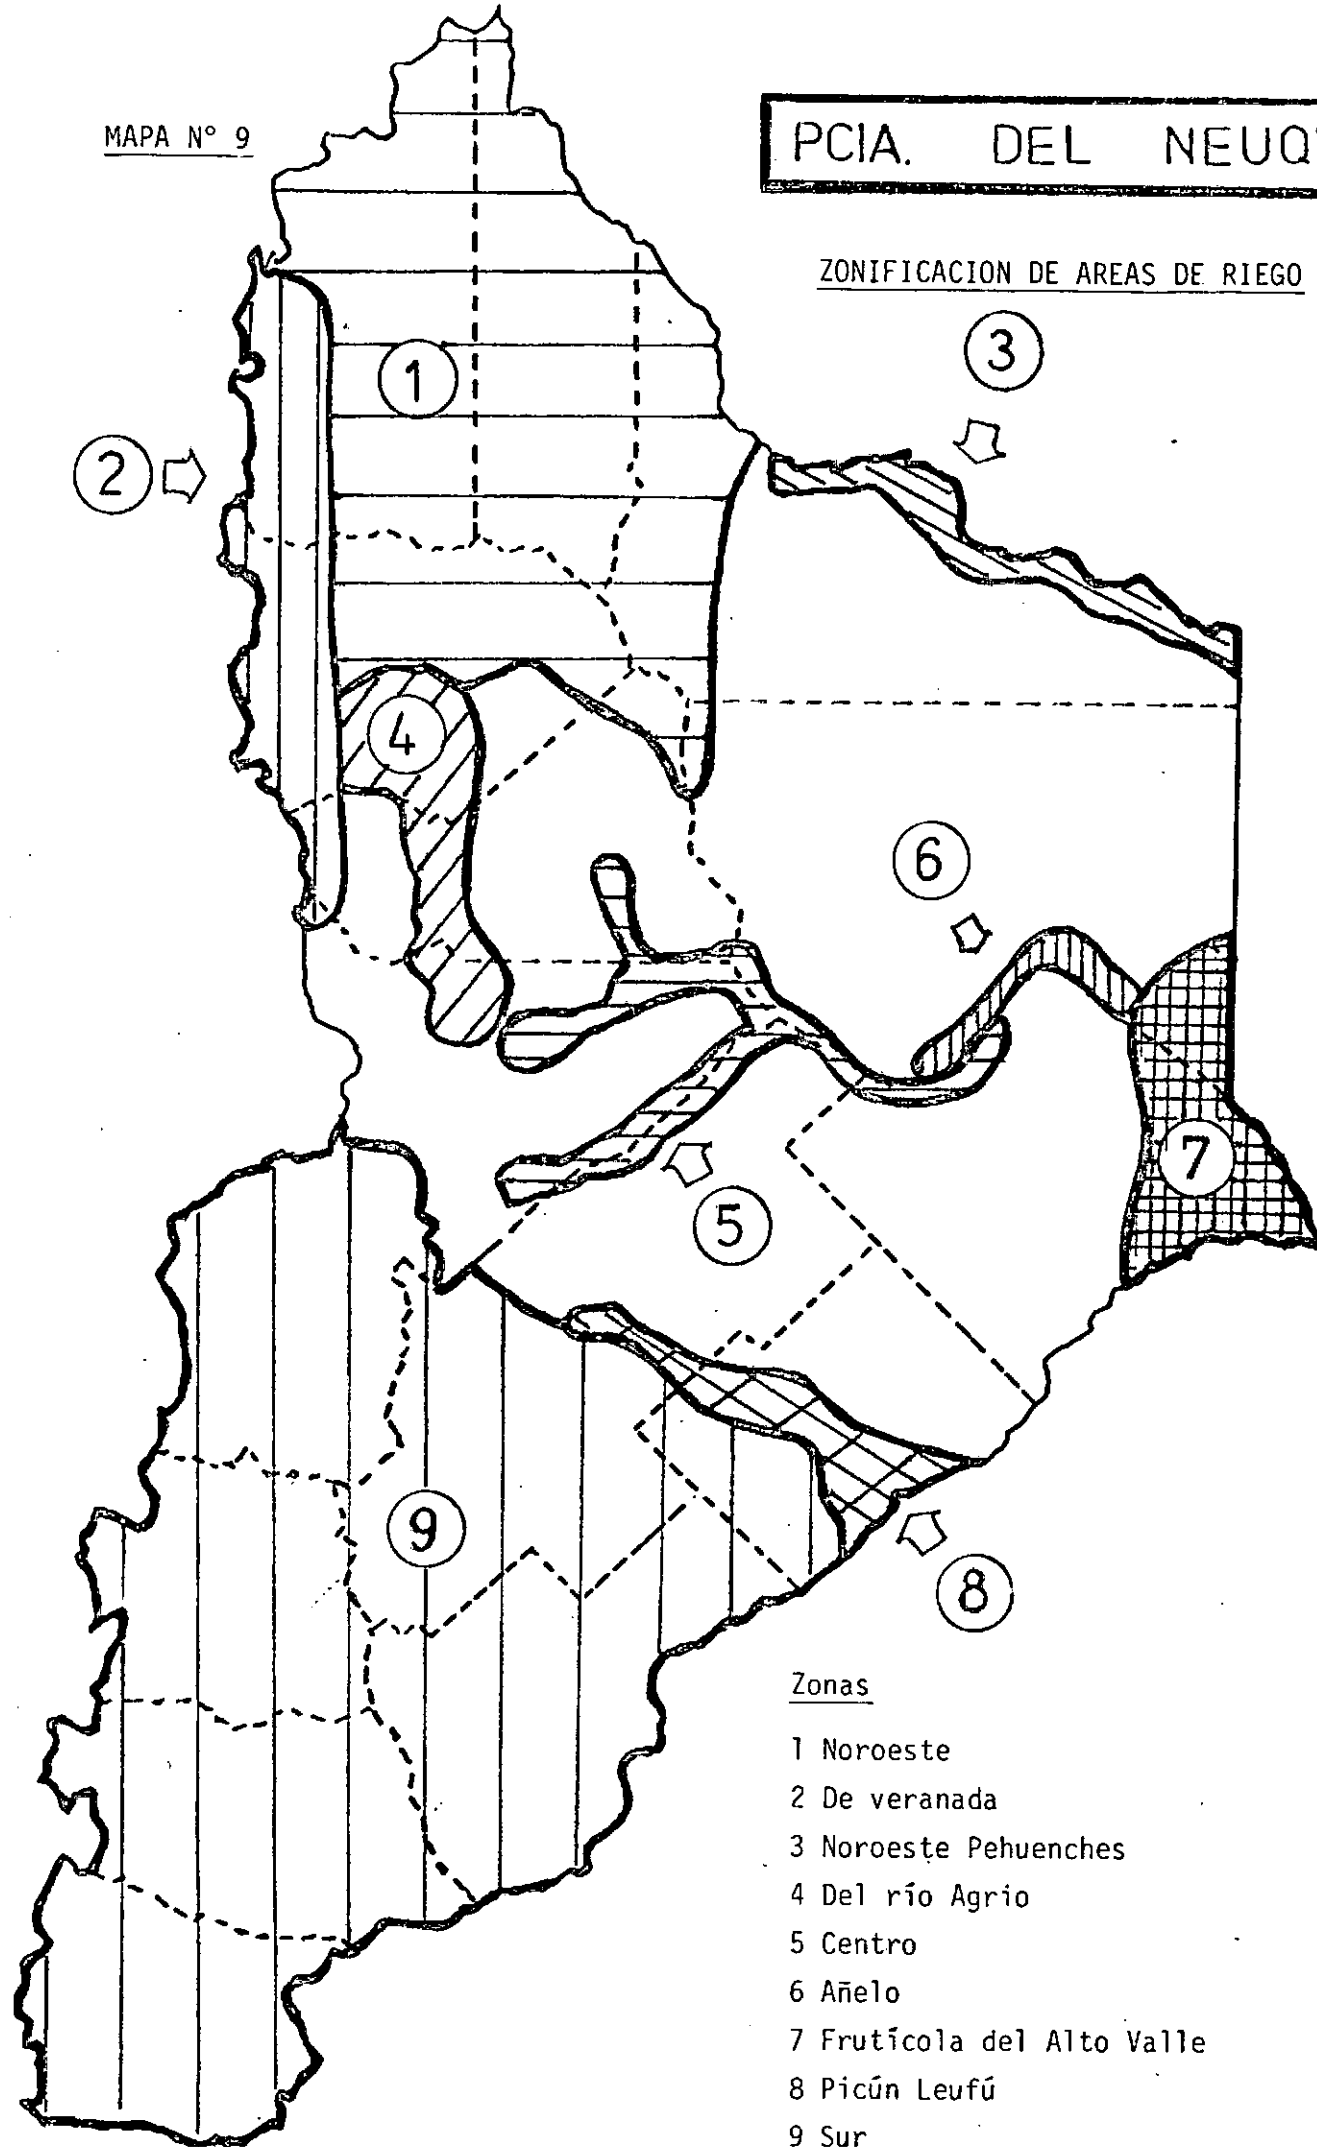 MAPA N° 9
PCIA. DEL NEUQ
ZONIFICACION DE AREAS DE RIEGO
3
1
2
4
6
7
5
9
8
Zonas
1 Noroeste
2 De veranada
3 Noroeste Pehuenches
4 Del río Agrio
5 Centro
6 Añelo
7 Frutícola del Alto Valle
8 Picún Leufú
9 Sur